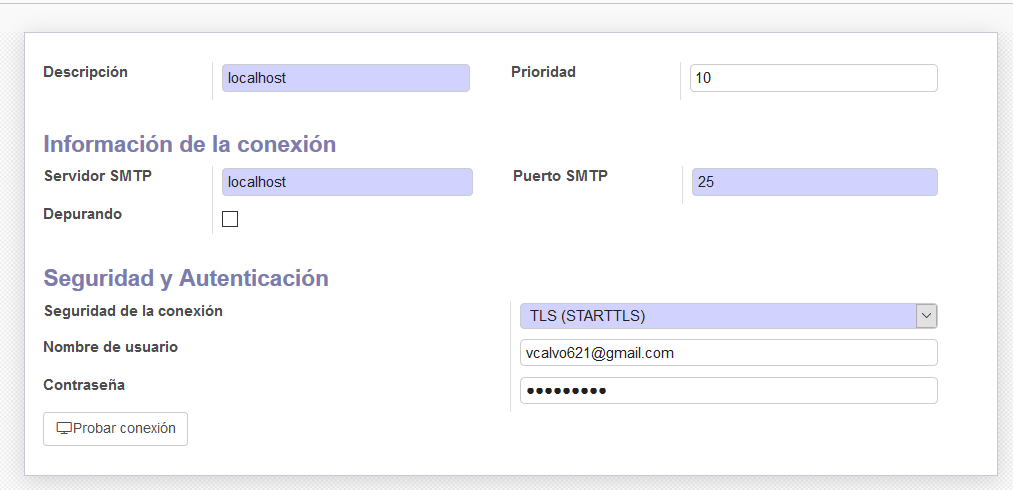 Descripción localhost Prioridad 10
Información de la conexión
Servidor SMTP localhost Puerto SMTP 25
Depurando
Seguridad y Autenticación
Seguridad de la conexión TLS (STARTTLS)
Nombre de usuario vcalvo621@gmail.com
Contraseña ●●●●●●●●●
Probar conexión